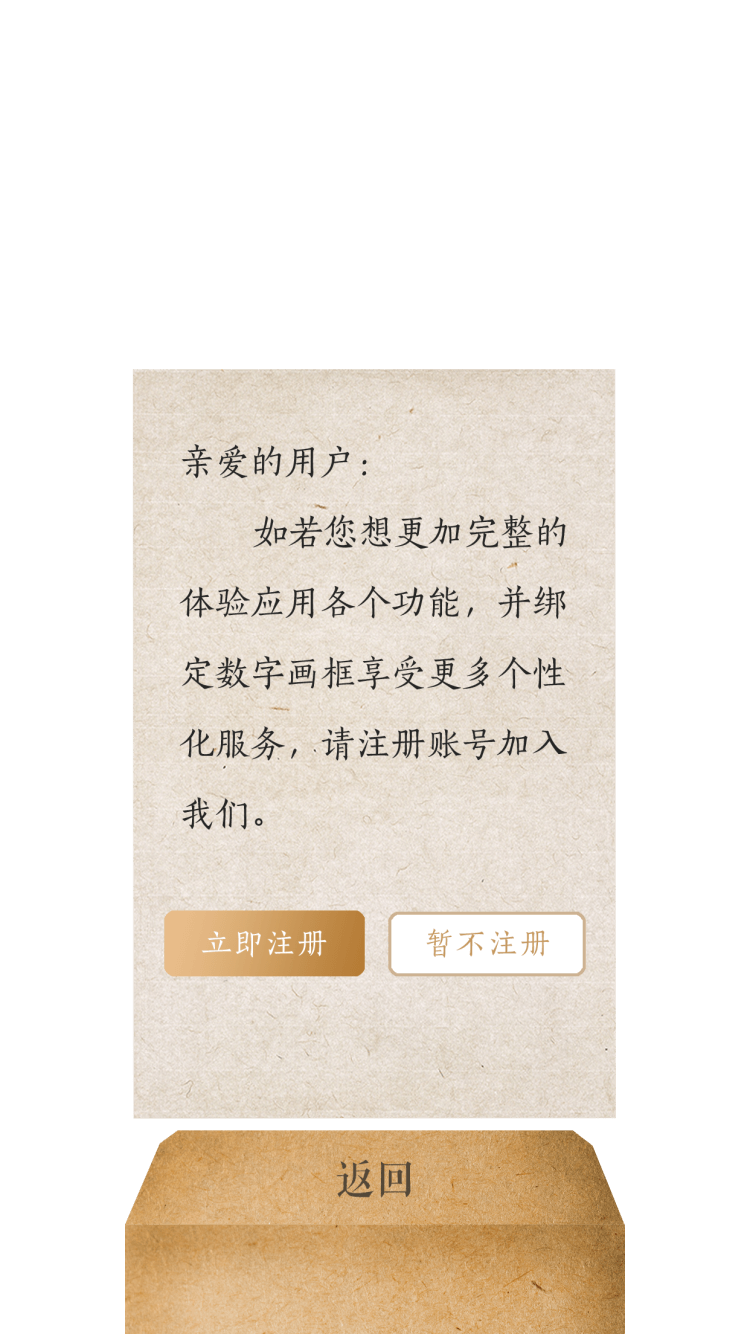 亲爱的用户：
如若您想更加完整的
体验应用各个功能，并绑
定数字画框享受更多个性
化服务，请注册账号加入
我们。
立即注册
暂不注册
返回